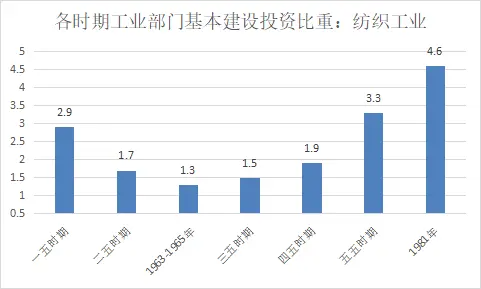 各时期工业部门基本建设投资比重：纺织工业
5
4.5
4
3.5
3
2.5
2
1.5
1
0.5
2.9
1.7
1.3
1.5
1.9
3.3
4.6
一五时期
二五时期
1963-1965年
三五时期
四五时期
五五时期
1981年